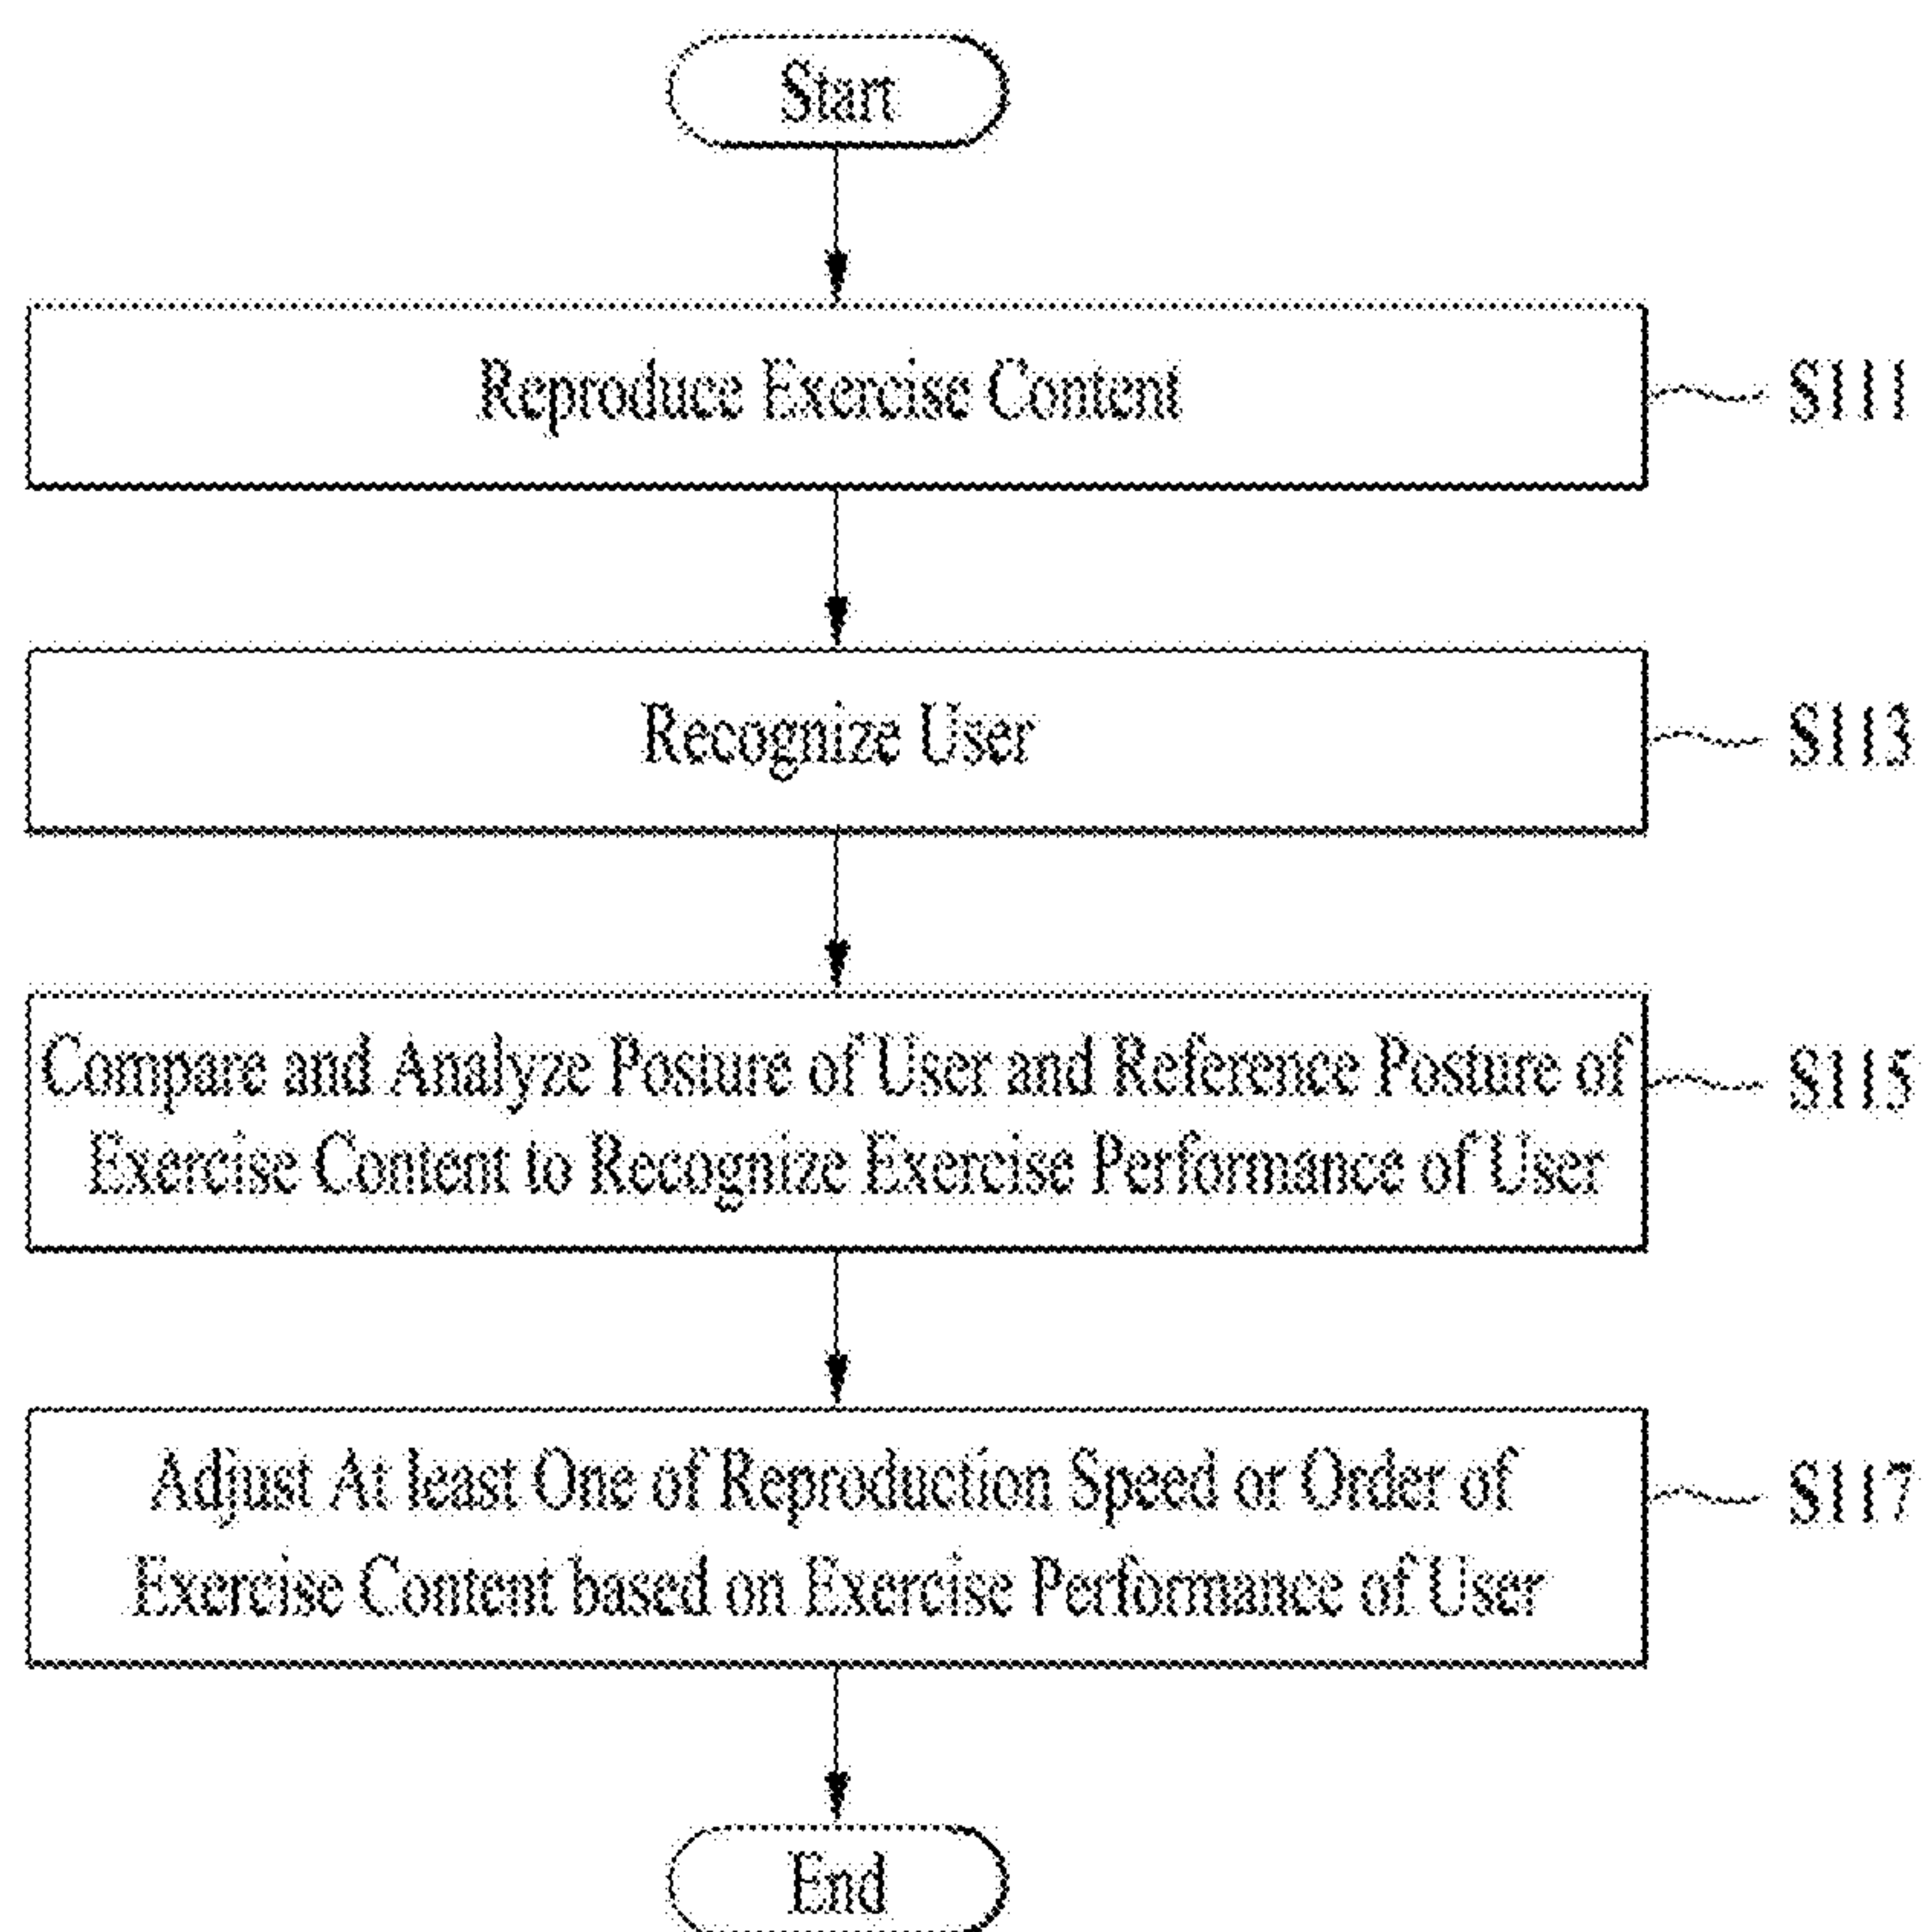 Start
Reproduce Exercise Content
S111
Recognize User
S113
Compare and Analyze Posture of User and Reference Posture of
Exercise Content to Recognize Exercise Performance of User
S115
Adjust At least One of Reproduction Speed or Order of
Exercise Content based on Exercise Performance of User
S117
End